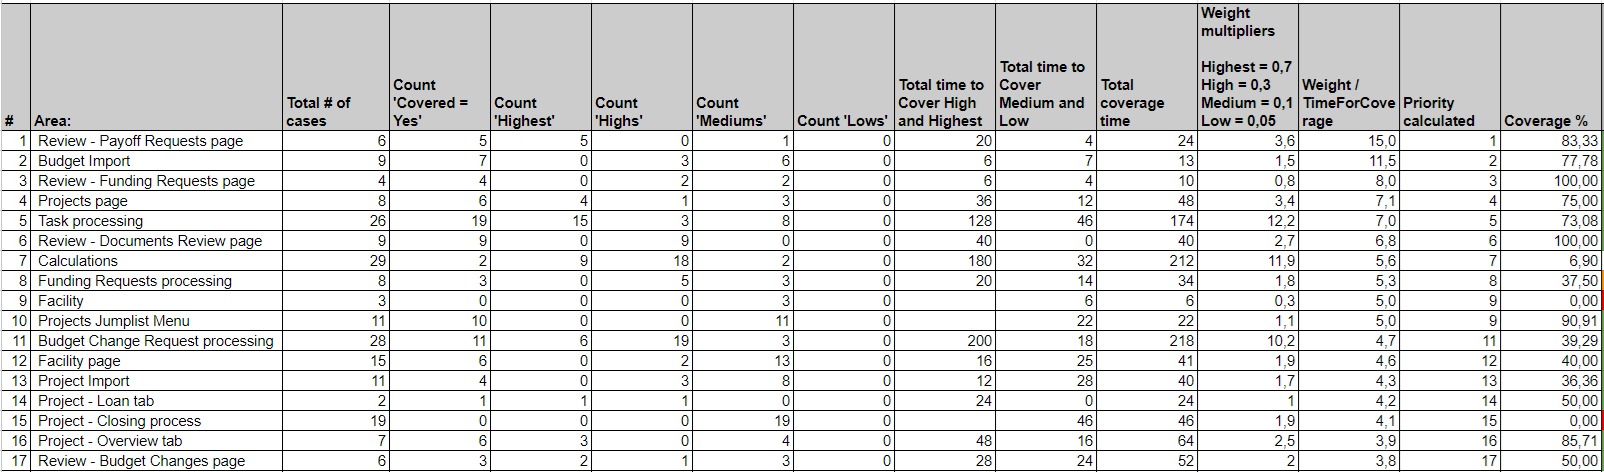 # Area: Total # of cases Count 'Covered = Yes' Count 'Highest' Count 'Highs' Count 'Mediums' Count 'Lows' Total time to Cover High and Highest Total time to Cover Medium and Low Total coverage time Weight multipliers Highest = 0,7 High = 0,3 Medium = 0,1 Low = 0,05 Weight / TimeForCoverage Priority calculated Coverage %
1 Review - Payoff Requests page 6 5 5 0 1 0 20 4 24 3,6 15,0 1 83,33
2 Budget Import 9 7 0 3 6 0 6 7 13 1,5 11,5 2 77,78
3 Review - Funding Requests page 4 4 0 2 2 0 6 4 10 0,8 8,0 3 100,00
4 Projects page 8 6 4 1 3 0 36 12 48 3,4 7,1 4 75,00
5 Task processing 26 19 15 3 8 0 128 46 174 12,2 7,0 5 73,08
6 Review - Documents Review page 9 9 0 9 0 0 40 0 40 2,7 6,8 6 100,00
7 Calculations 29 2 9 18 2 0 180 32 212 11,9 5,6 7 6,90
8 Funding Requests processing 8 3 0 5 3 0 20 14 34 1,8 5,3 8 37,50
9 Facility 3 0 0 0 3 0 6 6 0,3 5,0 9 0,00
10 Projects Jumplist Menu 11 10 0 0 11 0 22 22 1,1 5,0 9 90,91
11 Budget Change Request processing 28 11 6 19 3 0 200 18 218 10,2 4,7 11 39,29
12 Facility page 15 6 0 2 13 0 16 25 41 1,9 4,6 12 40,00
13 Project Import 11 4 0 3 8 0 12 28 40 1,7 4,3 13 36,36
14 Project - Loan tab 2 1 1 1 0 0 24 0 24 1 4,2 14 50,00
15 Project - Closing process 19 0 0 0 19 0 46 46 1,9 4,1 15 0,00
16 Project - Overview tab 7 6 3 0 4 0 48 16 64 2,5 3,9 16 85,71
17 Review - Budget Changes page 6 3 2 1 3 0 28 24 52 2 3,8 17 50,00